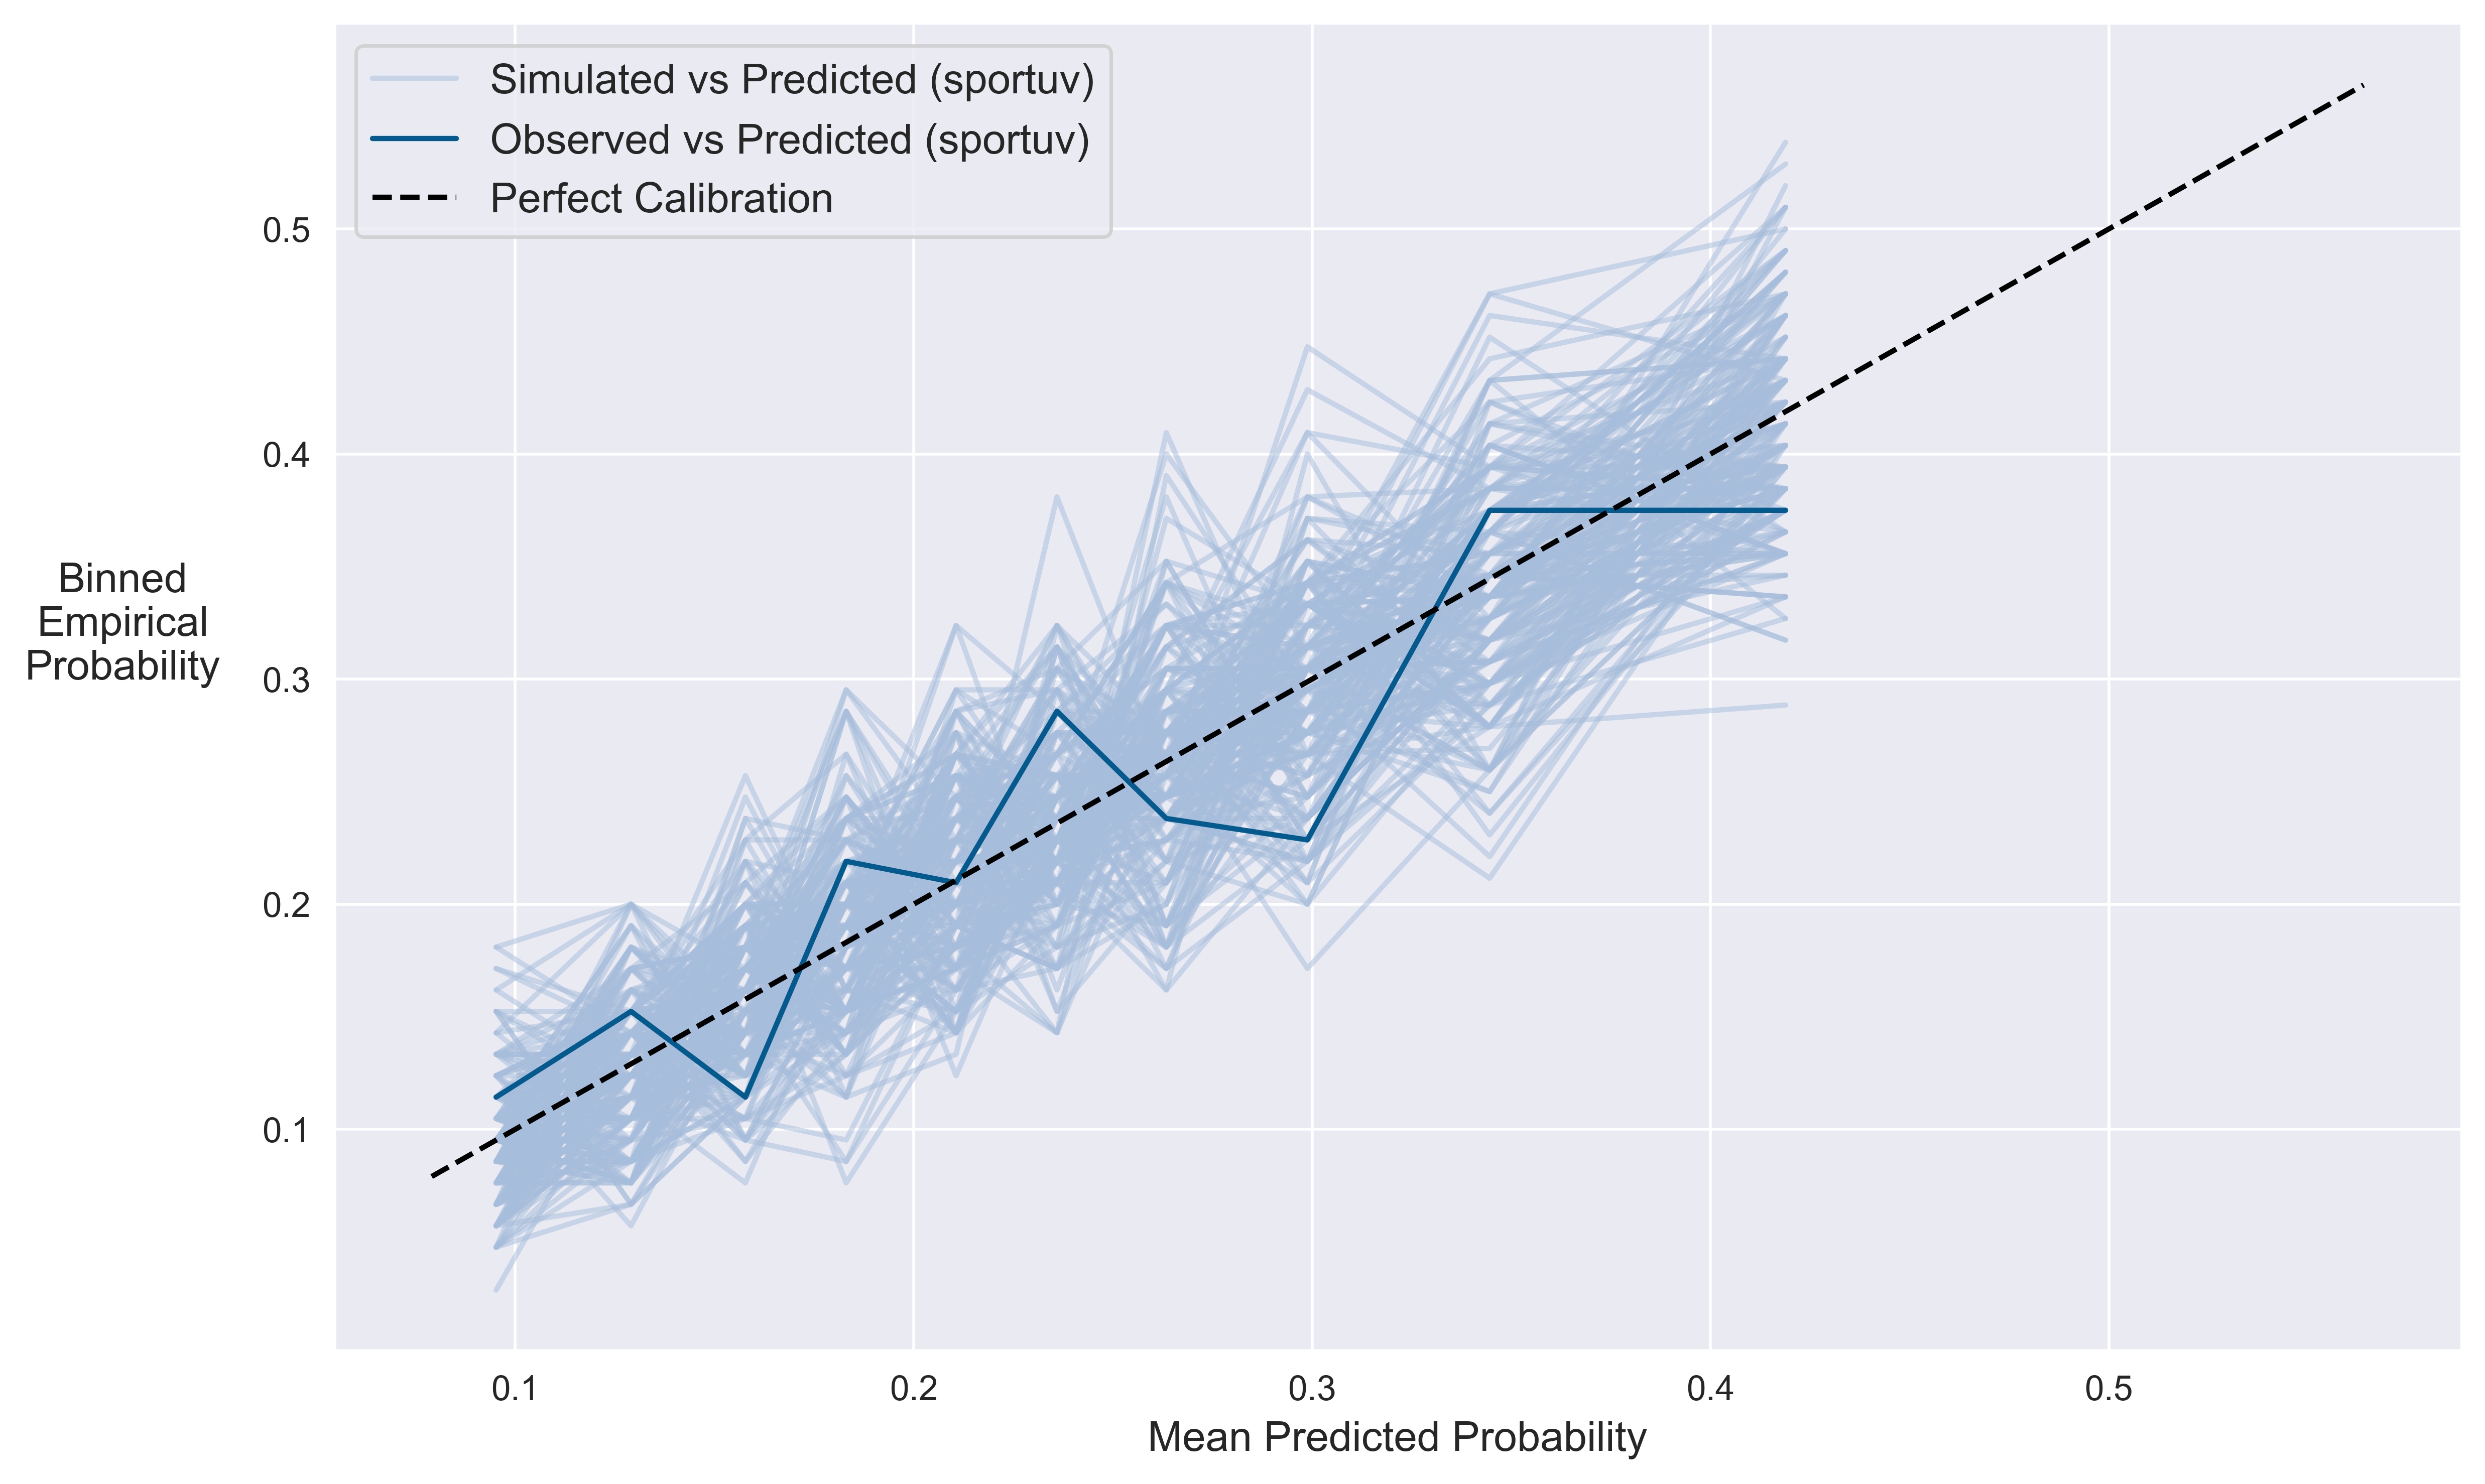 Simulated vs Predicted (sportuv)
Observed vs Predicted (sportuv)
Perfect Calibration
0.5
0.4
0.3
0.2
0.1
Binned
Empirical
Probability
0.1
0.2
0.3
0.4
0.5
Mean Predicted Probability